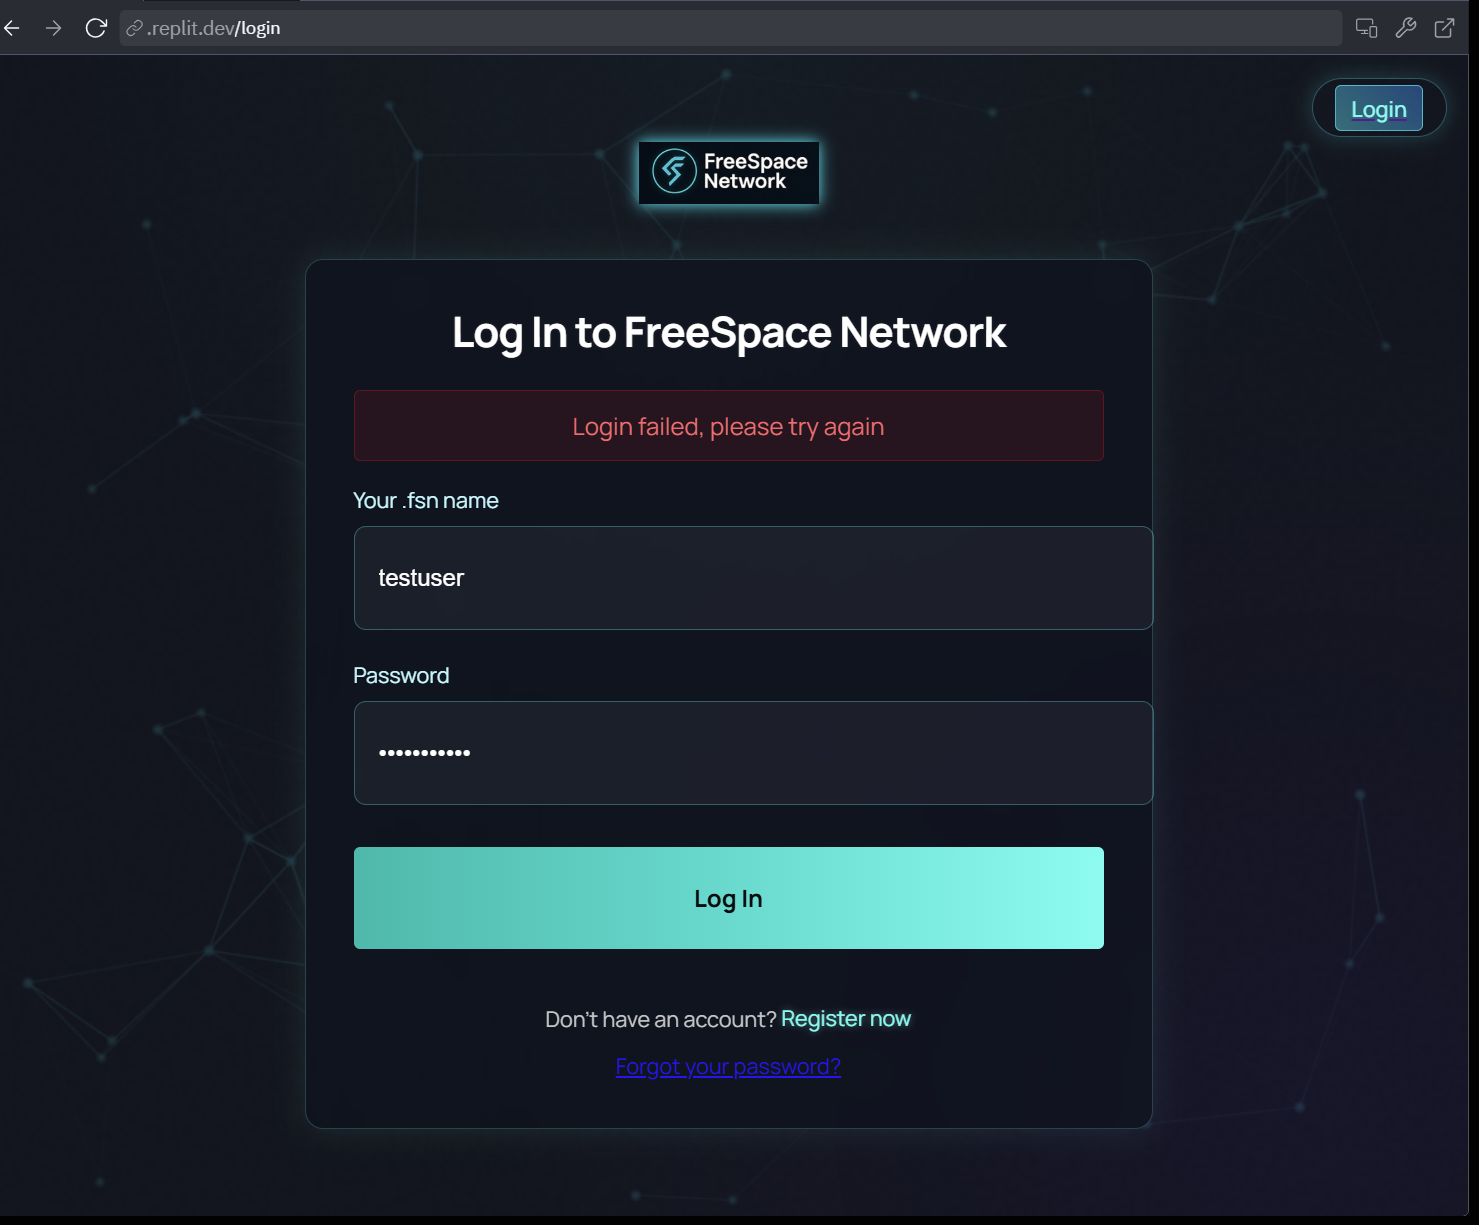 .replit.dev/login
Login
FreeSpace
Network
Log In to FreeSpace Network
Login failed, please try again
Your .fsn name
testuser
Password
•••••••••••
Log In
Don't have an account? Register now
Forgot your password?